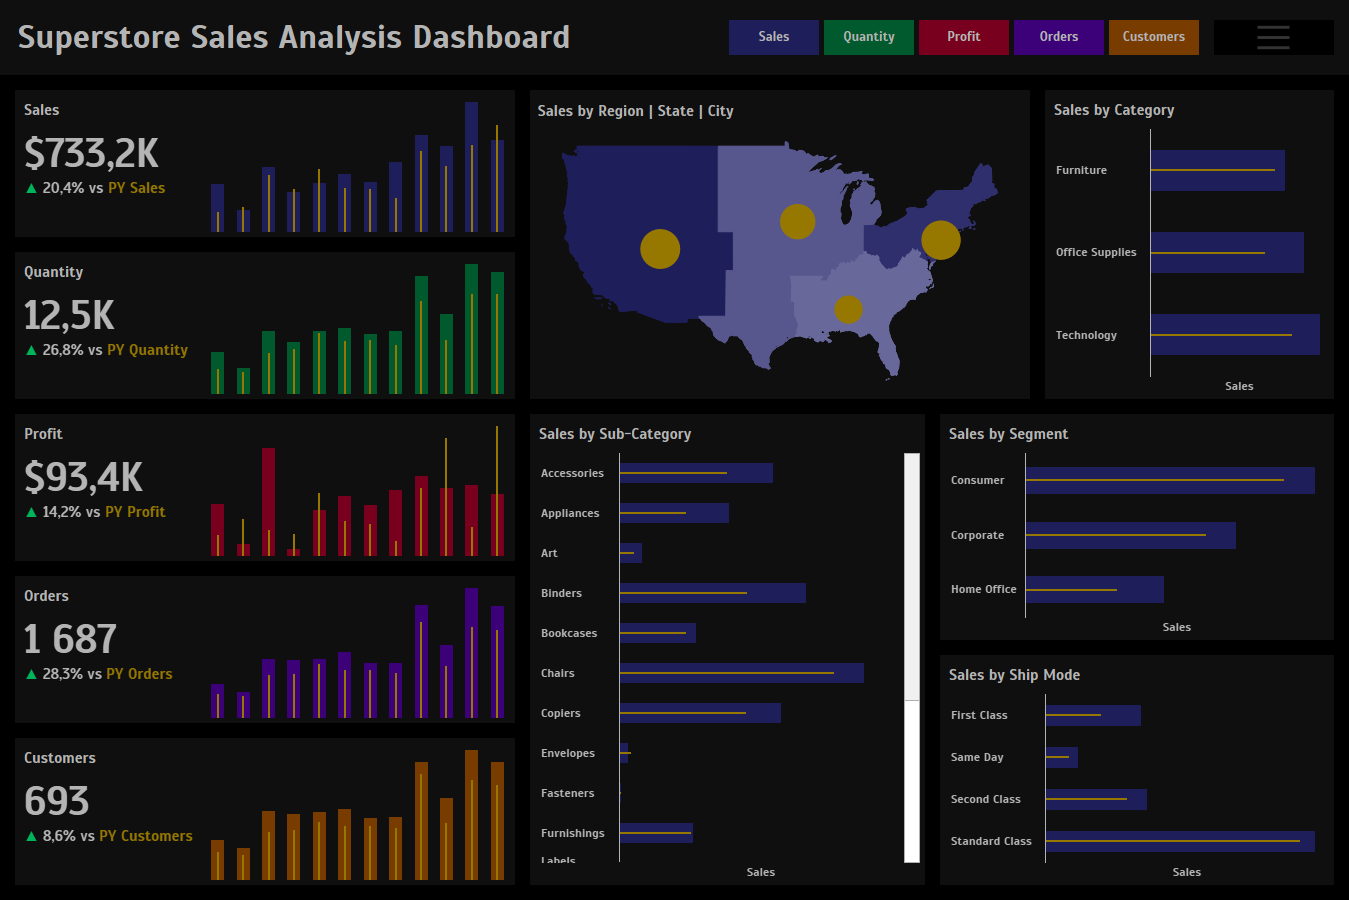 Superstore Sales Analysis Dashboard
Sales
Quantity
Profit
Orders
Customers
Sales
$733,2K
▲ 20,4% vs PY Sales
Quantity
12,5K
▲ 26,8% vs PY Quantity
Profit
$93,4K
▲ 14,2% vs PY Profit
Orders
1 687
▲ 28,3% vs PY Orders
Customers
693
▲ 8,6% vs PY Customers
Sales by Region | State | City
Sales by Category
Furniture
Office Supplies
Technology
Sales
Sales by Sub-Category
Accessories
Appliances
Art
Binders
Bookcases
Chairs
Copiers
Envelopes
Fasteners
Furnishings
Labels
Sales
Sales by Segment
Consumer
Corporate
Home Office
Sales
Sales by Ship Mode
First Class
Same Day
Second Class
Standard Class
Sales